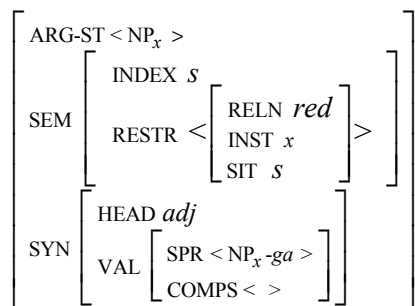 ARG-ST < NPx >
INDEX s
SEM
RESTR < RELN red >
INST x
SIT s
HEAD adj
SYN
VAL SPR < NPx -ga >
COMPS < >